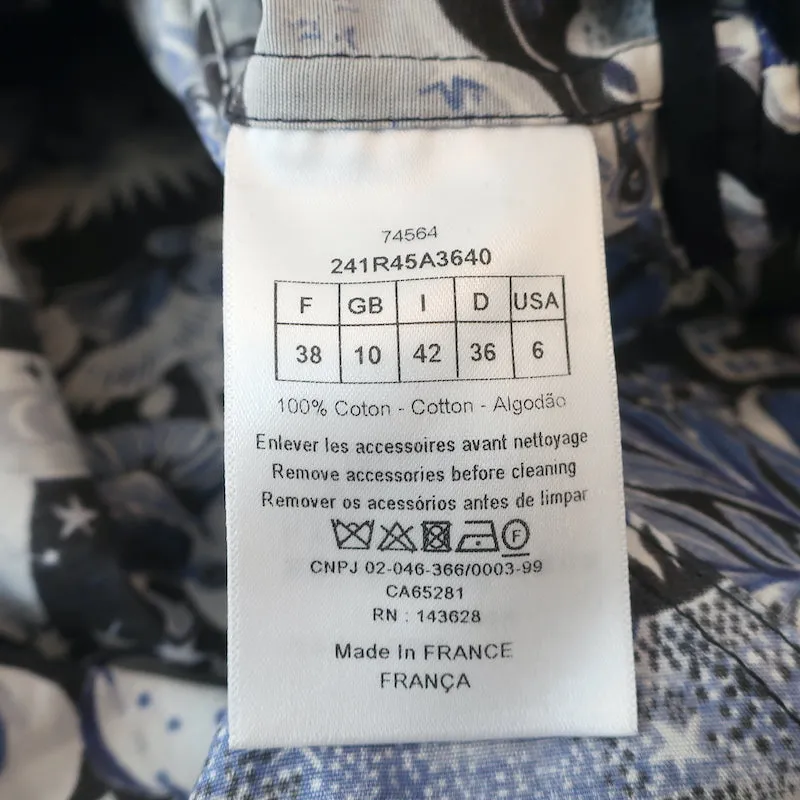 74564
241R45A3640
F GB I D USA
38 10 42 36 6
100% Coton - Cotton - Algodão
Enlever les accessoires avant nettoyage
Remove accessories before cleaning
Remover os acessórios antes de limpar
F
CNPJ 02-046-366/0003-99
CA65281
RN : 143628
Made In FRANCE
FRANÇA